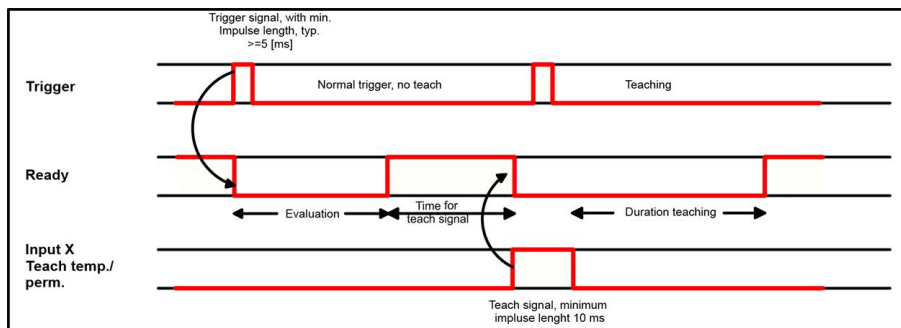 Trigger signal, with min.
Impulse length, typ.
>=5 [ms]
Trigger
Normal trigger, no teach
Teaching
Ready
Evaluation
Time for
teach signal
Duration teaching
Input X
Teach temp./
perm.
Teach signal, minimum
impluse lenght 10 ms